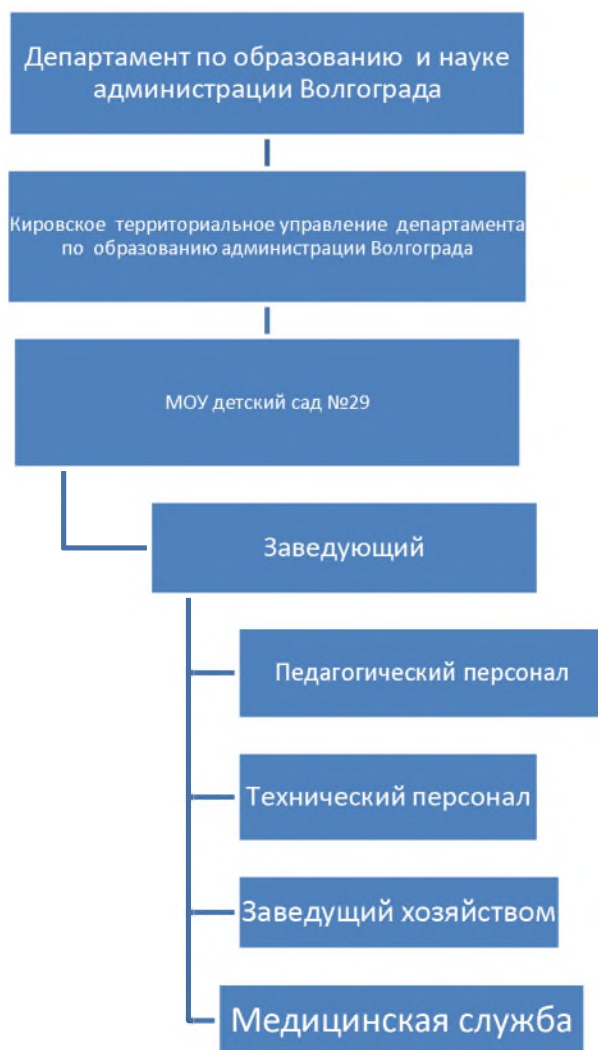 Департамент по образованию и науке
администрации Волгограда
Кировское территориальное управление департамента
по образованию администрации Волгограда
МОУ детский сад №29
Заведующий
Педагогический персонал
Технический персонал
Заведущий хозяйством
Медицинская служба